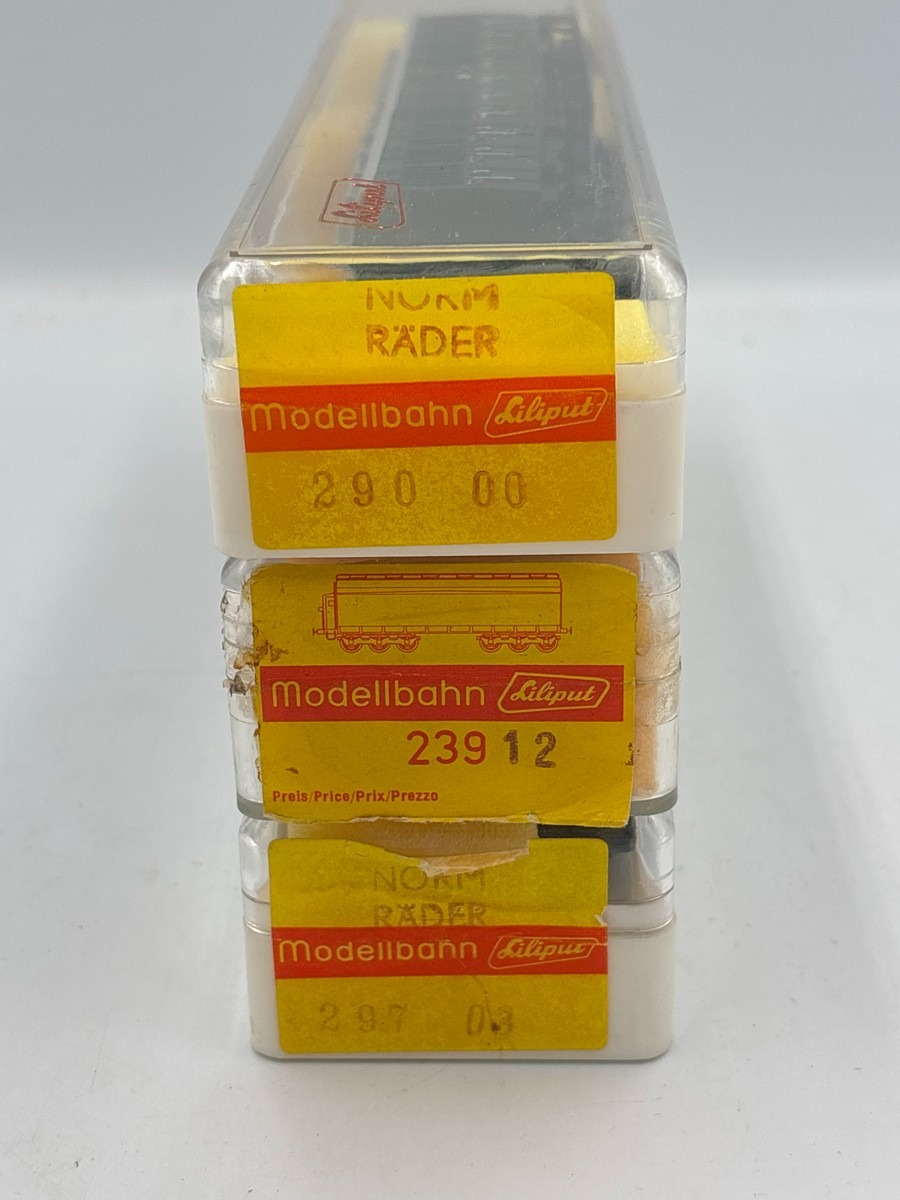 Liliput
NORM
RÄDER
Modellbahn Liliput
290 00
Modellbahn Liliput
239 12
Preis/Price/Prix/Prezzo
NORM
RÄDER
Modellbahn Liliput
297 03